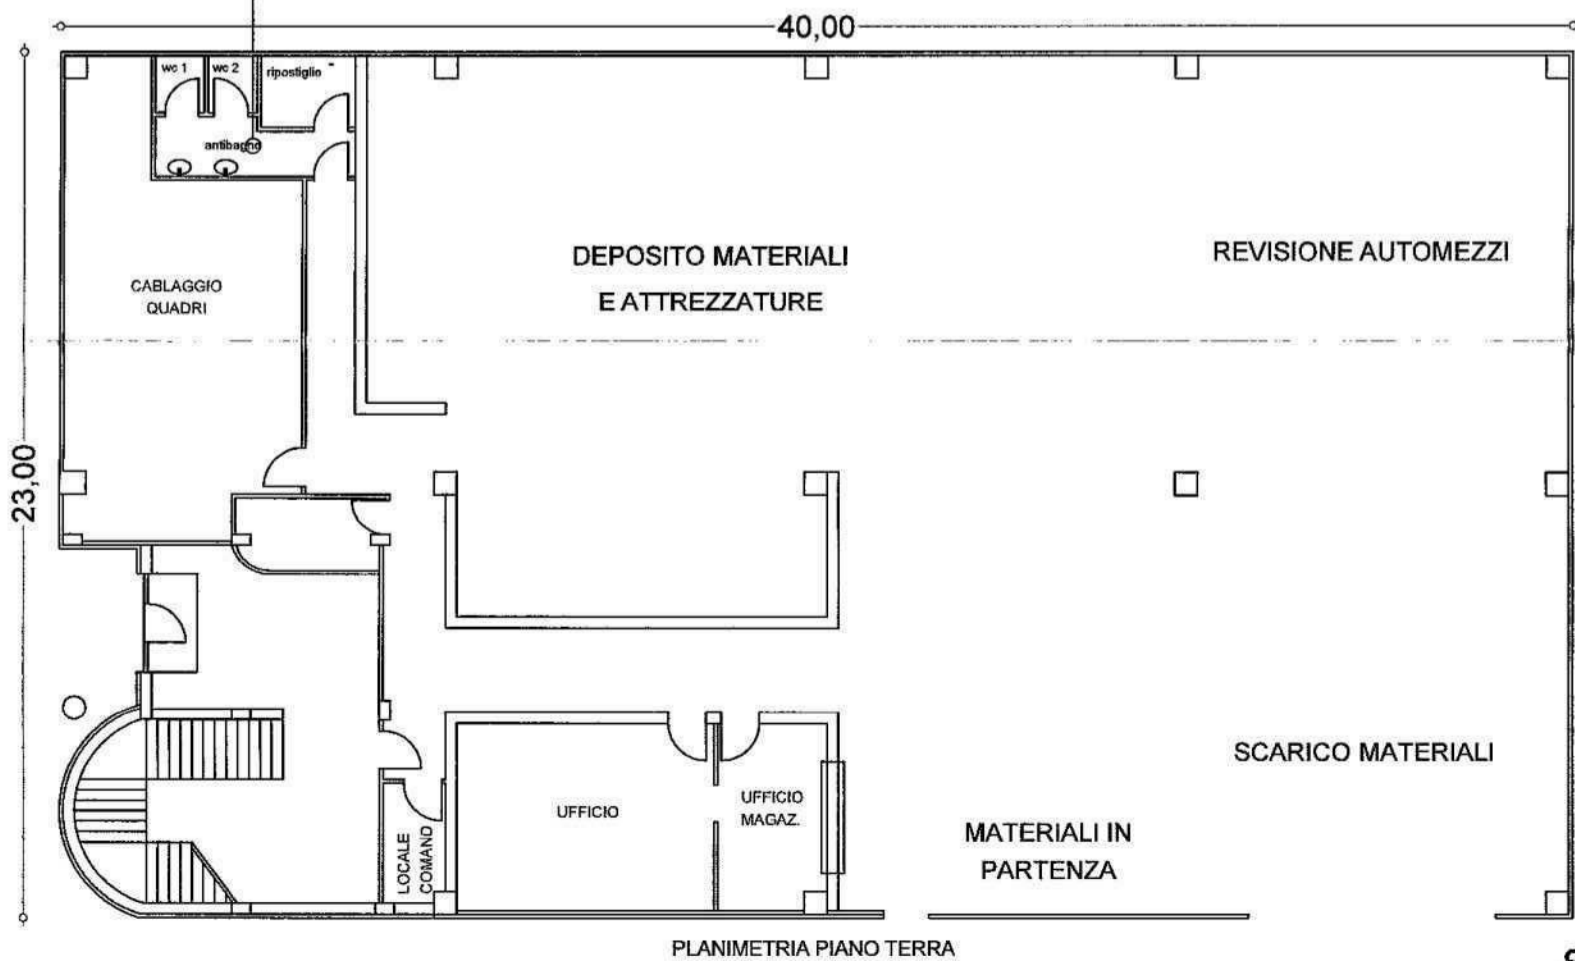 40,00
wc 1
wc 2
ripostiglio
antibagno
DEPOSITO MATERIALI
E ATTREZZATURE
REVISIONE AUTOMEZZI
CABLAGGIO
QUADRI
23,00
SCARICO MATERIALI
UFFICIO
UFFICIO
MAGAZ.
LOCALE
COMAND
MATERIALI IN
PARTENZA
PLANIMETRIA PIANO TERRA